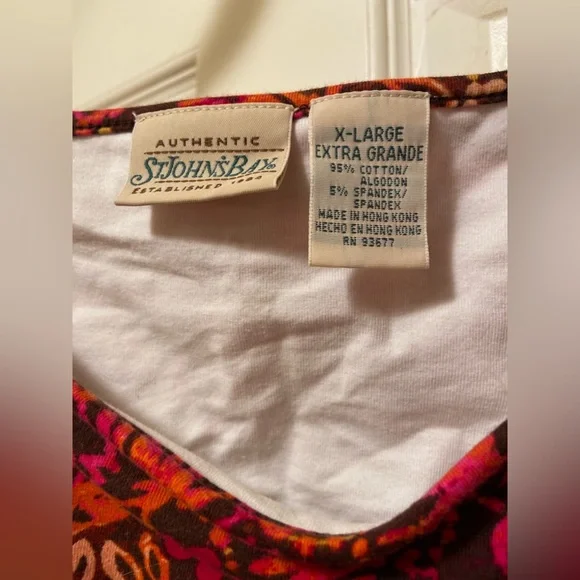 AUTHENTIC
ST JOHN'S BAY
ESTABLISHED 1984
X-LARGE
EXTRA GRANDE
95% COTTON/
ALGODON
5% SPANDEX/
SPANDEX
MADE IN HONG KONG
HECHO EN HONG KONG
RN 93677